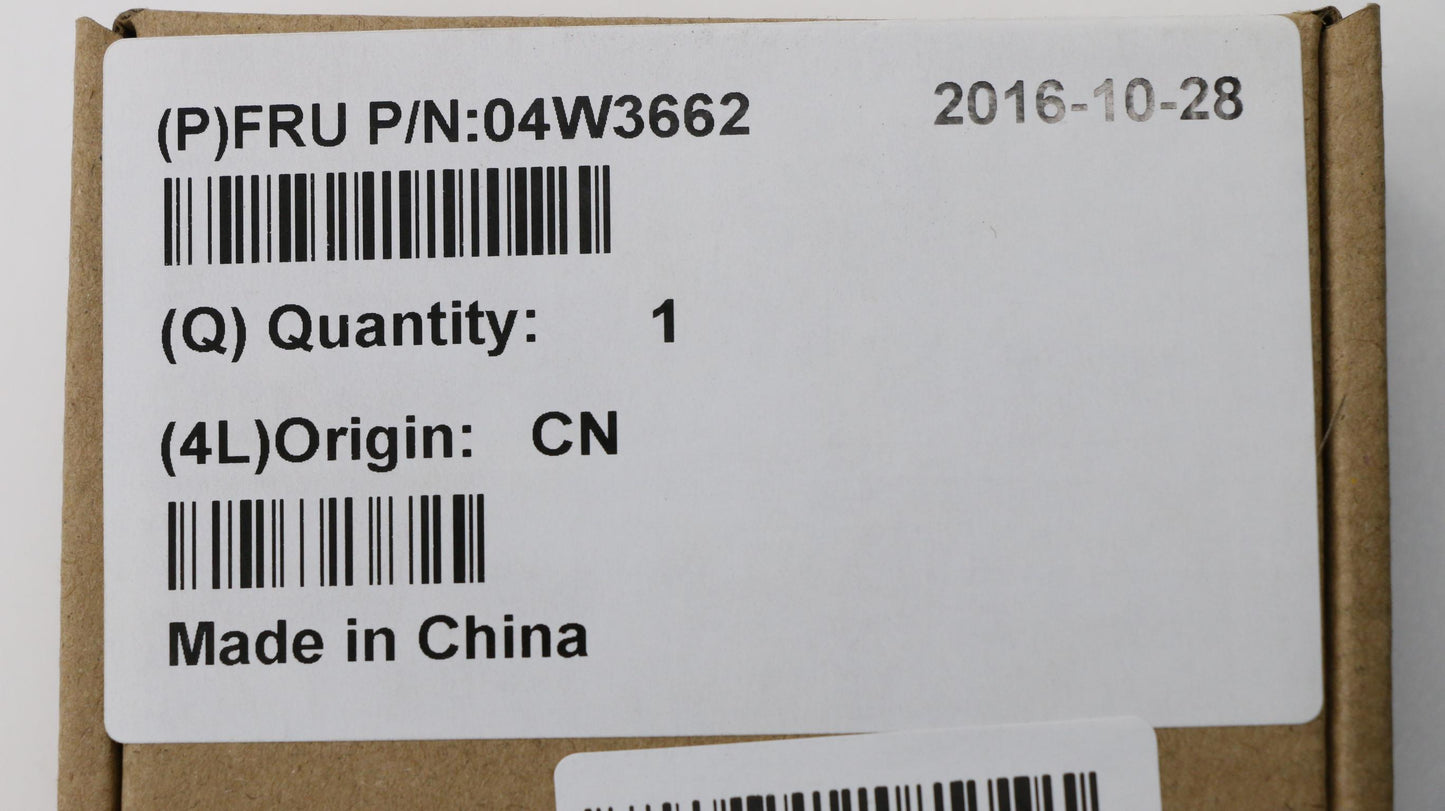 (P)FRU P/N:04W3662 2016-10-28
(Q) Quantity: 1
(4L)Origin: CN
Made in China